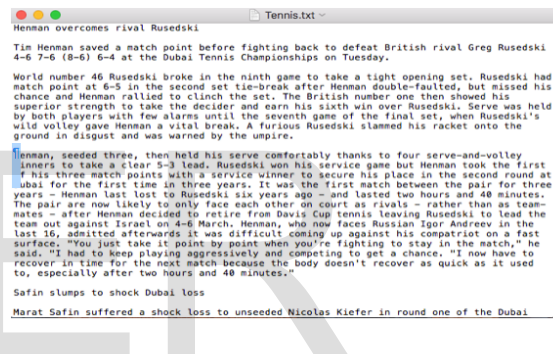 Tennis.txt
Henman overcomes rival Rusedski
Tim Henman saved a match point before fighting back to defeat British rival Greg Rusedski
4-6 7-6 (8-6) 6-4 at the Dubai Tennis Championships on Tuesday.
World number 46 Rusedski broke in the ninth game to take a tight opening set. Rusedski had
match point at 6-5 in the second set tie-break after Henman double-faulted, but missed his
chance and Henman rallied to clinch the set. The British number one then showed his
superior strength to take the decider and earn his sixth win over Rusedski. Serve was held
by both players with few alarms until the seventh game of the final set, when Rusedski's
wild volley gave Henman a vital break. A furious Rusedski slammed his racket onto the
ground in disgust and was warned by the umpire.
enman, seeded three, then held his serve comfortably thanks to four serve-and-volley
inners to take a clear 5-3 lead. Rusedski won his service game but Henman took the first
f his three match points with a service winner to secure his place in the second round at
ubai for the first time in three years. It was the first match between the pair for three
years - Henman last lost to Rusedski six years ago - and lasted two hours and 40 minutes.
The pair are now likely to only face each other on court as rivals - rather than as team-
mates - after Henman decided to retire from Davis Cup tennis leaving Rusedski to lead the
team out against Israel on 4-6 March. Henman, who now faces Russian Igor Andreev in the
last 16, admitted afterwards it was difficult coming up against his compatriot on a fast
surface. "You just take it point by point when you're fighting to stay in the match," he
said. "I had to keep playing aggressively and competing to get a chance. "I now have to
recover in time for the next match because the body doesn't recover as quick as it used
to, especially after two hours and 40 minutes."
Safin slumps to shock Dubai loss
Marat Safin suffered a shock loss to unseeded Nicolas Kiefer in round one of the Dubai